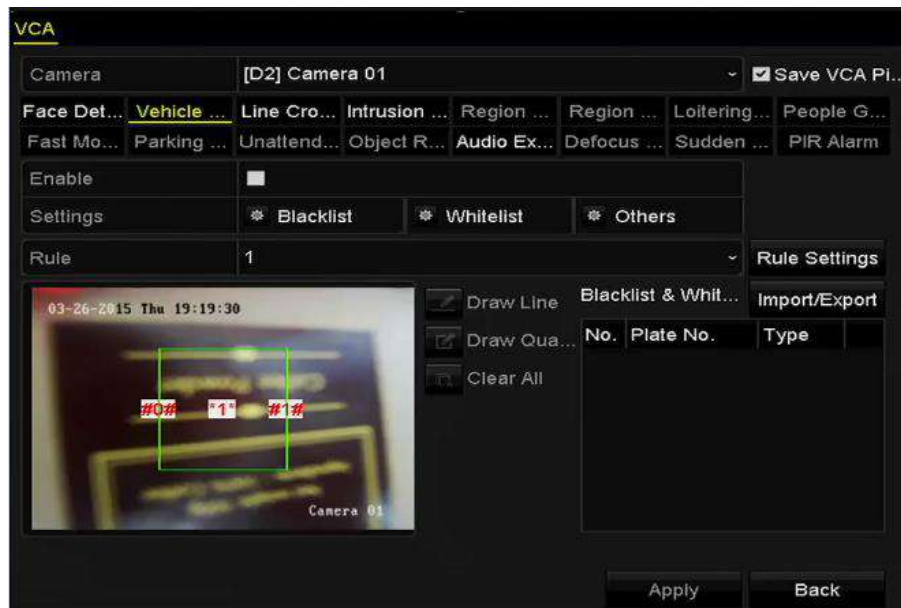 VCA
Camera [D2] Camera 01 Save VCA Pi..
Face Det... Vehicle ... Line Cro... Intrusion ... Region ... Region ... Loitering... People G...
Fast Mo... Parking ... Unattend... Object R... Audio Ex... Defocus ... Sudden ... PIR Alarm
Enable
Settings Blacklist Whitelist Others
Rule 1 Rule Settings
03-26-2015 Thu 19:19:30 Draw Line Blacklist & Whit... Import/Export
Draw Qua... No. Plate No. Type
Clear All
#0# *1* #1#
Camera 01
Apply Back